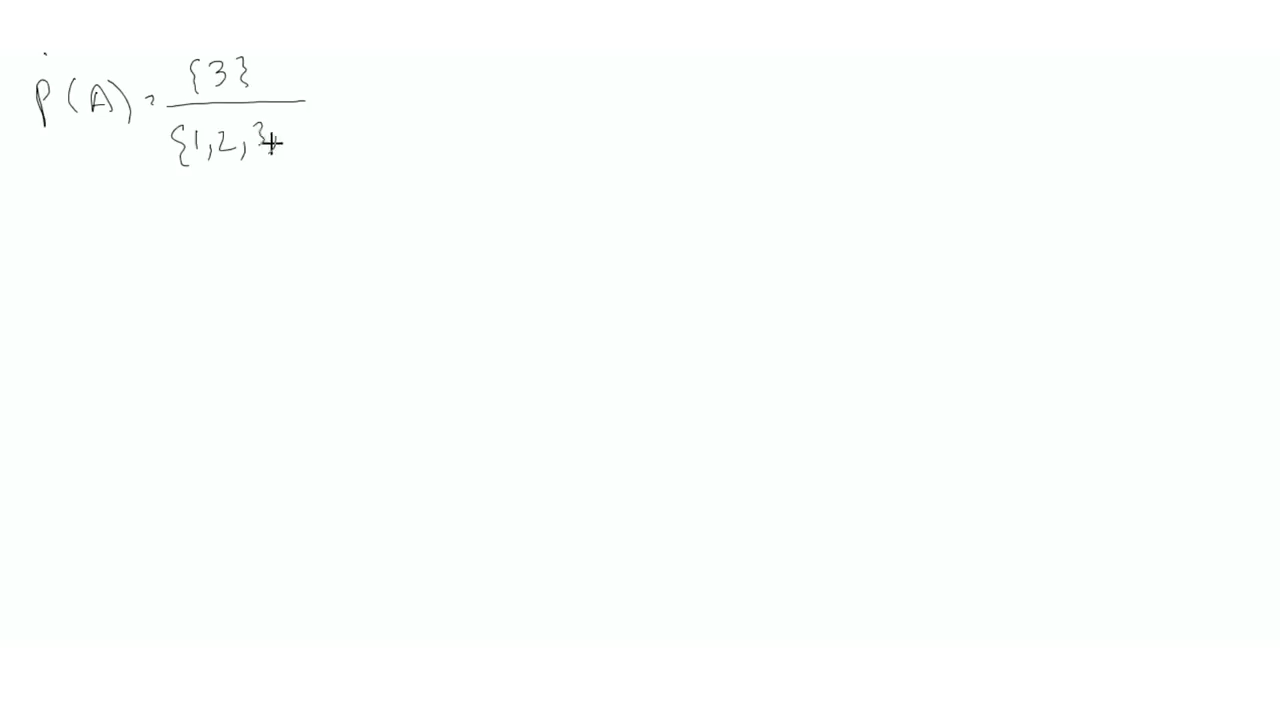 P(A) = {3}
{1,2,3,